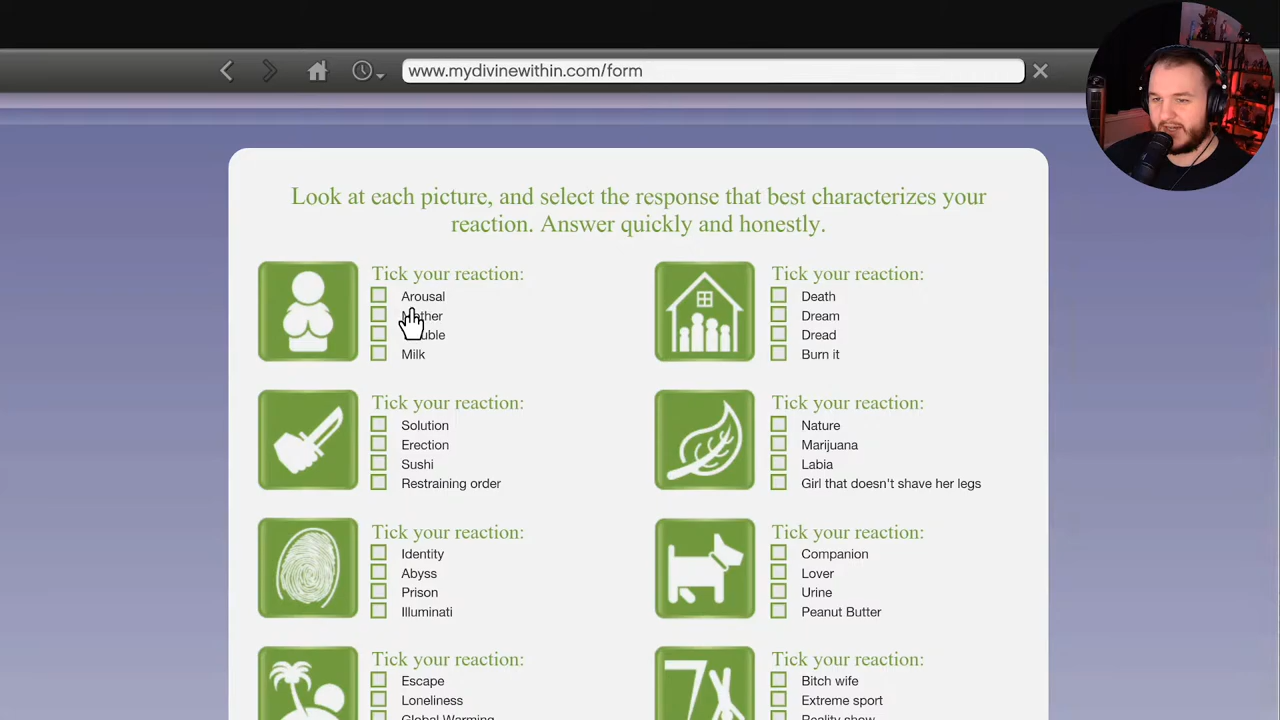 www.mydivinewithin.com/form
Look at each picture, and select the response that best characterizes your
reaction. Answer quickly and honestly.
Tick your reaction:
Arousal
Milk
Tick your reaction:
Death
Dream
Dread
Burn it
Tick your reaction:
Solution
Erection
Sushi
Restraining order
Tick your reaction:
Nature
Marijuana
Labia
Girl that doesn't shave her legs
Tick your reaction:
Identity
Abyss
Prison
Illuminati
Tick your reaction:
Companion
Lover
Urine
Peanut Butter
Tick your reaction:
Escape
Loneliness
Global Warming
Tick your reaction:
Bitch wife
Extreme sport
Reality show